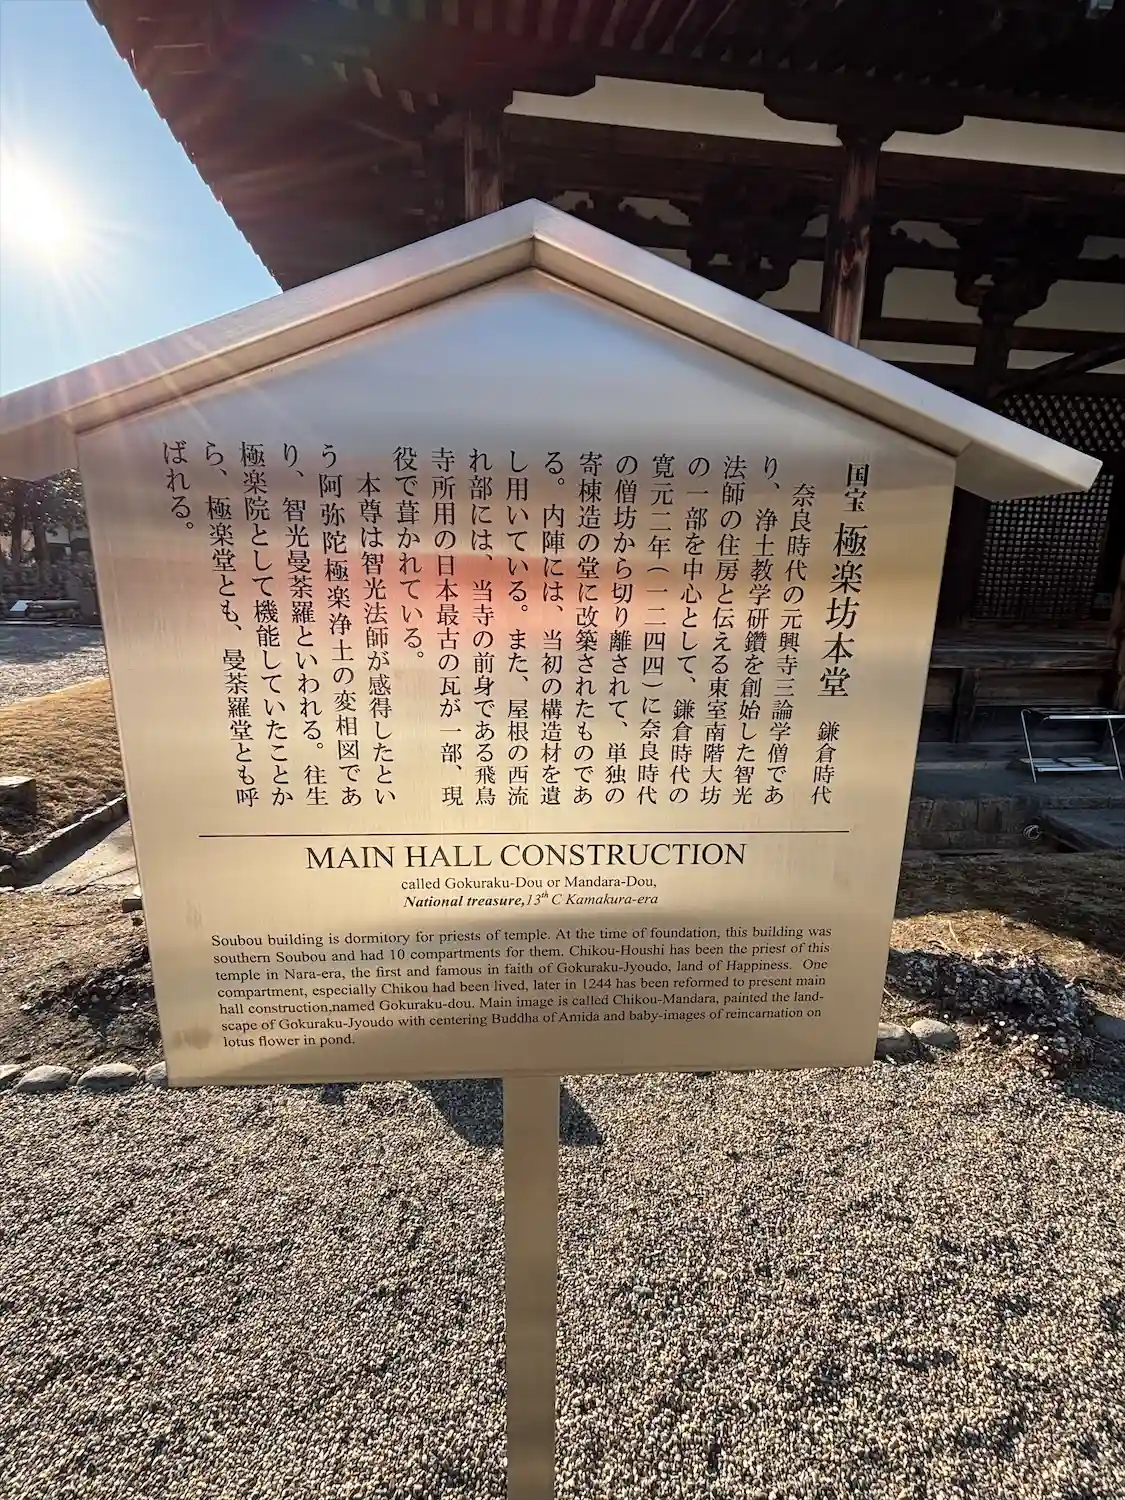 国宝 極楽坊本堂 鎌倉時代
奈良時代の元興寺三論学僧であ
り、浄土教学研鑽を創始した智光
法師の住房と伝える東室南階大坊
の一部を中心として、鎌倉時代の
寛元二年(一二四四)に奈良時代
の僧坊から切り離されて、単独の
寄棟造の堂に改築されたものであ
る。内陣には、当初の構造材を遺
し用いている。また、屋根の西流
れ部には、当寺の前身である飛鳥
寺所用の日本最古の瓦が一部、現
役で葺かれている。
本尊は智光法師が感得したとい
う阿弥陀極楽浄土の変相図であ
り、智光曼荼羅といわれる。往生
極楽院として機能していたことか
ら、極楽堂とも、曼荼羅堂とも呼
ばれる。
MAIN HALL CONSTRUCTION
called Gokuraku-Dou or Mandara-Dou,
National treasure,13th C Kamakura-era
Soubou building is dormitory for priests of temple. At the time of foundation, this building was
southern Soubou and had 10 compartments for them. Chikou-Houshi has been the priest of this
temple in Nara-era, the first and famous in faith of Gokuraku-Jyoudo, land of Happiness. One
compartment, especially Chikou had been lived, later in 1244 has been reformed to present main
hall construction,named Gokuraku-dou. Main image is called Chikou-Mandara, painted the land-
scape of Gokuraku-Jyoudo with centering Buddha of Amida and baby-images of reincarnation on
lotus flower in pond.